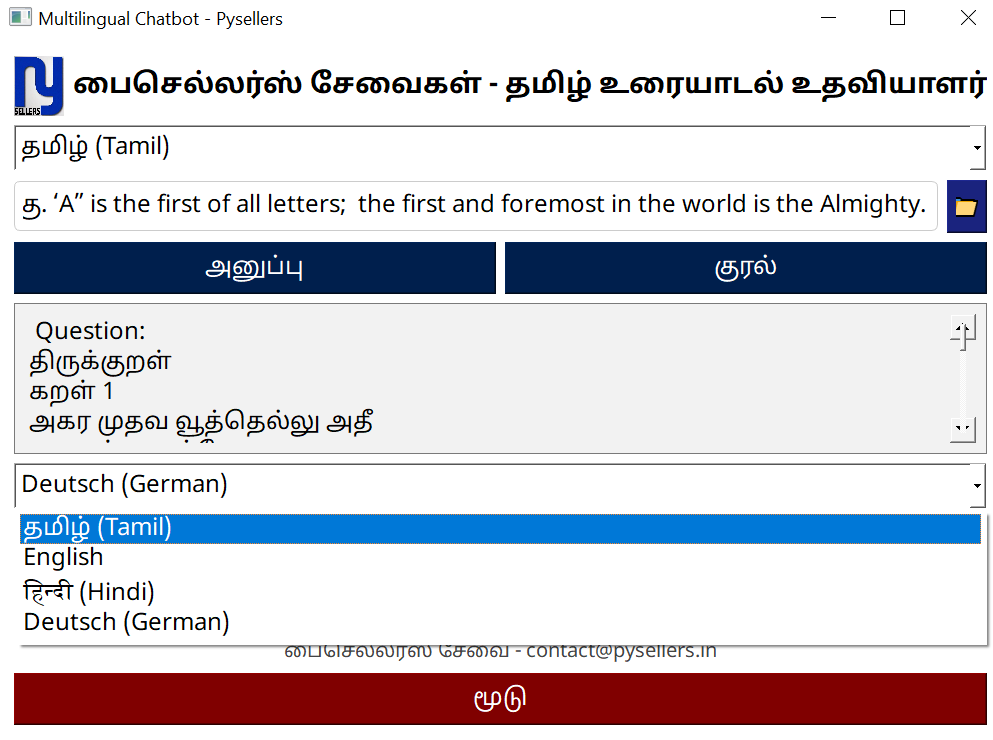 Multilingual Chatbot - Pysellers
SELLERS பைசெல்லர்ஸ் சேவைகள் - தமிழ் உரையாடல் உதவியாளர்
தமிழ் (Tamil)
கு. ‘A” is the first of all letters;  the first and foremost in the world is the Almighty.
அனுப்பு குரல்
Question:
திருக்குறள்
கறள் 1
அகர முதவ வூத்தெல்லு அதீ
Deutsch (German)
தமிழ் (Tamil)
English
हिन्दी (Hindi)
Deutsch (German)
பைசெல்லர்ஸ் சேவை - contact@pysellers.in
மூடு